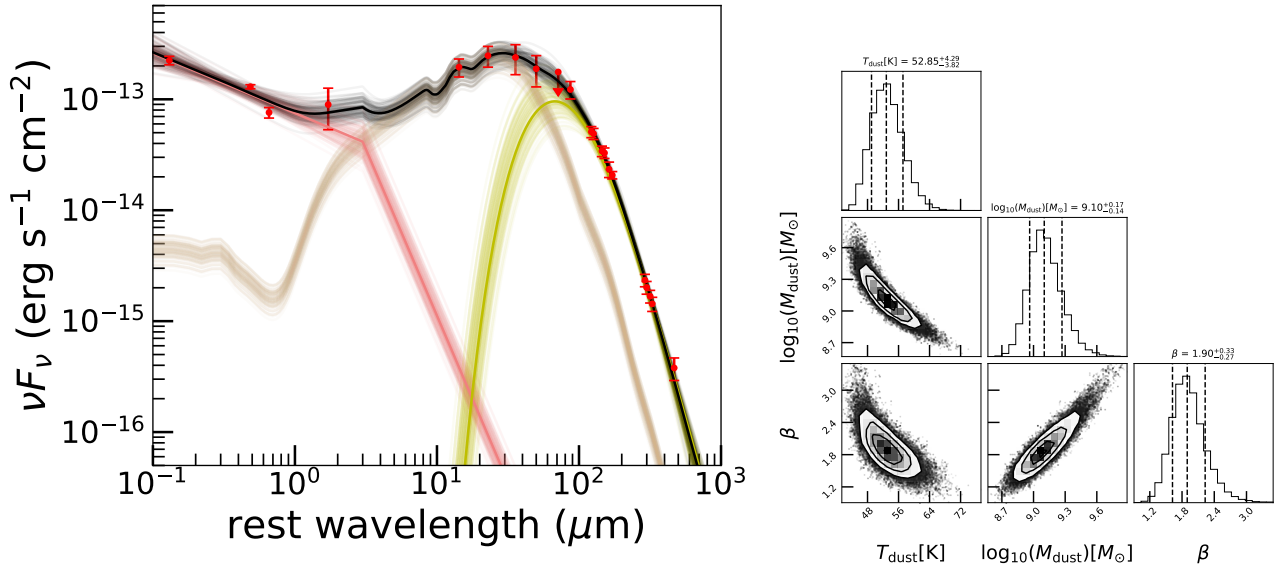 νFν (erg s⁻¹ cm⁻²)
10⁻¹³
10⁻¹⁴
10⁻¹⁵
10⁻¹⁶
10⁻¹ 10⁰ 10¹ 10² 10³
rest wavelength (μm)
T_dust[K] = 52.85 +4.29 −3.82
log₁₀(M_dust)[M⊙] = 9.10 +0.17 −0.14
β = 1.90 +0.33 −0.27
log₁₀(M_dust)[M⊙]
9.6
9.3
9.0
8.7
β
3.0
2.4
1.8
1.2
48 56 64 72
8.7 9.0 9.3 9.6
1.2 1.8 2.4 3.0
T_dust[K]
log₁₀(M_dust)[M⊙]
β